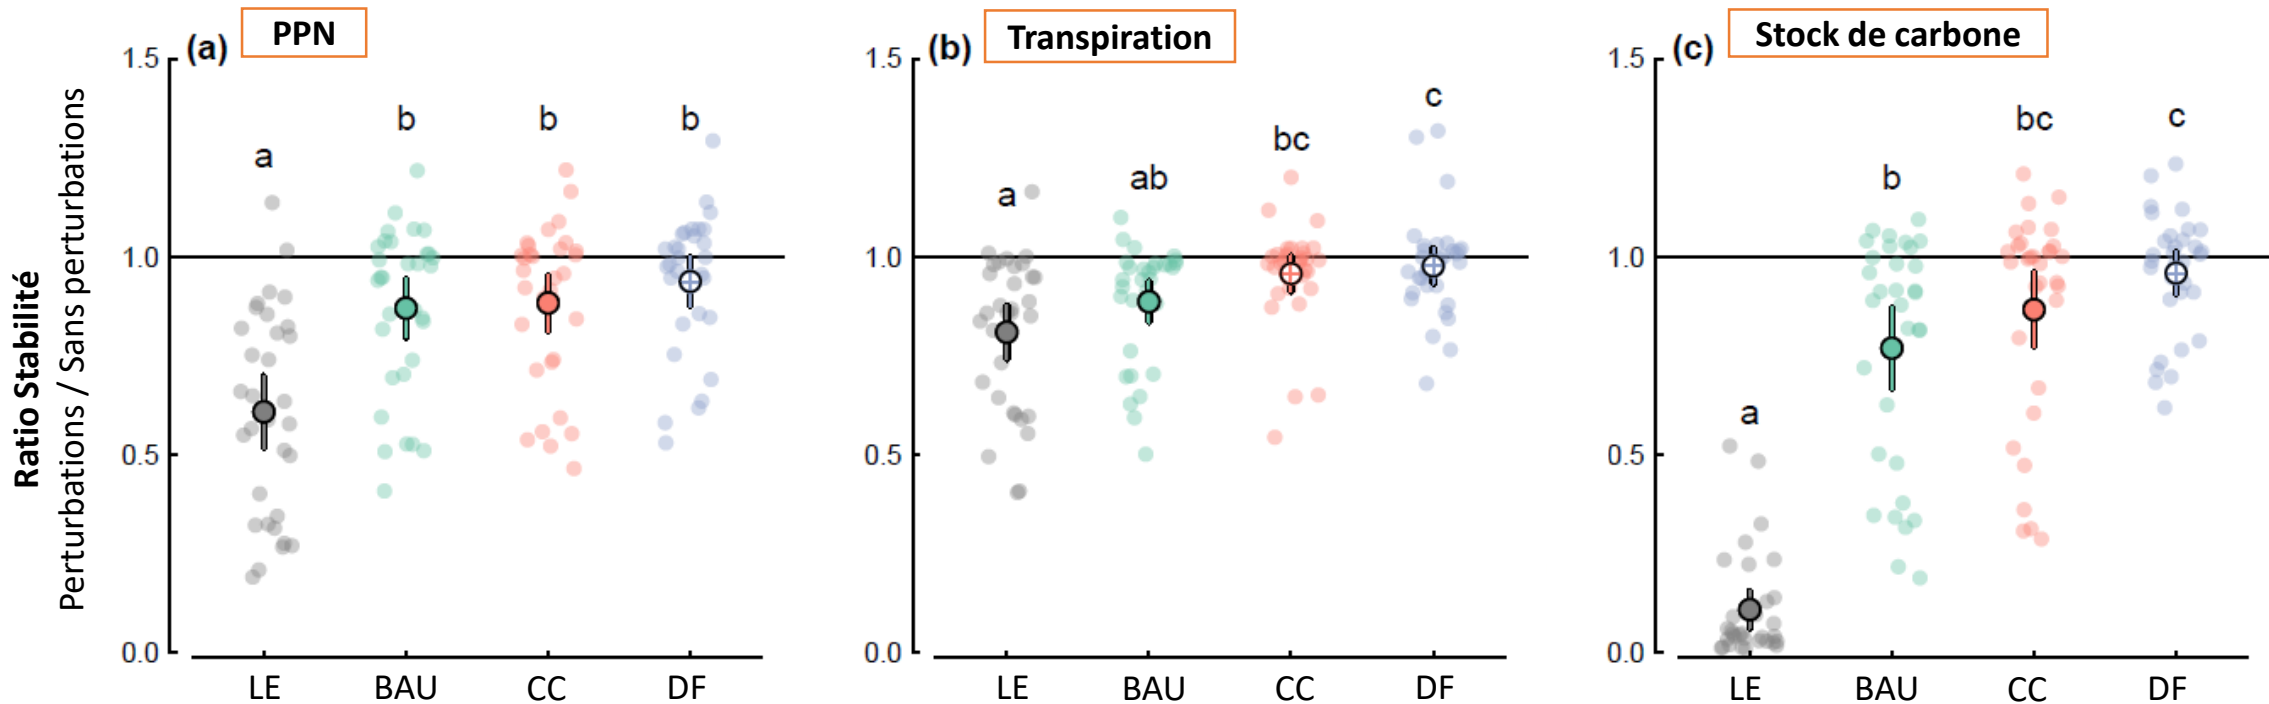 Ratio Stabilité
Perturbations / Sans perturbations
(a) PPN
1.5
1.0
0.5
0.0
a b b b
LE BAU CC DF
(b) Transpiration
1.5
1.0
0.5
0.0
a ab bc c
LE BAU CC DF
(c) Stock de carbone
1.5
1.0
0.5
0.0
a b bc c
LE BAU CC DF